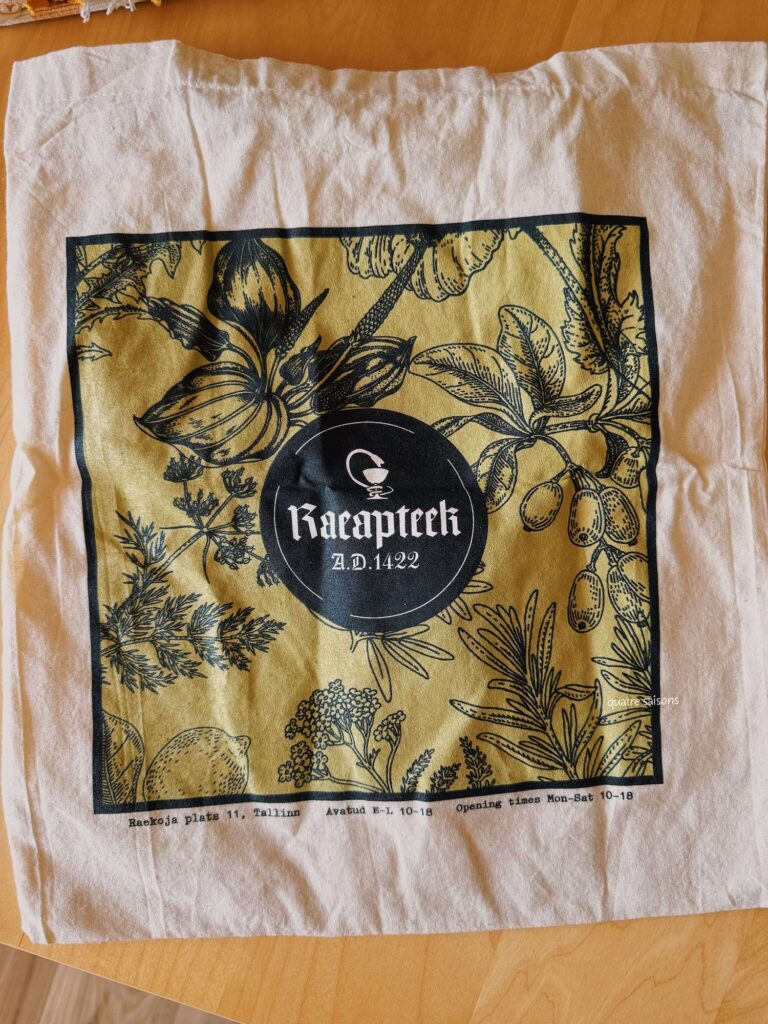 Raeapteek
A.D.1422
quatre saisons
Raekoja plats 11, Tallinn Avatud E-L 10-18 Opening times Mon-Sat 10-18